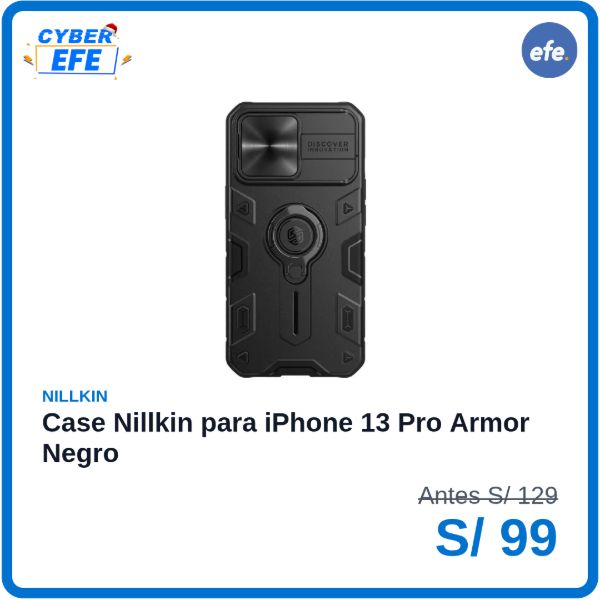 CYBER
EFE
efe.
DISCOVER
INNOVATION
NILLKIN
Case Nillkin para iPhone 13 Pro Armor
Negro
Antes S/ 129
S/ 99